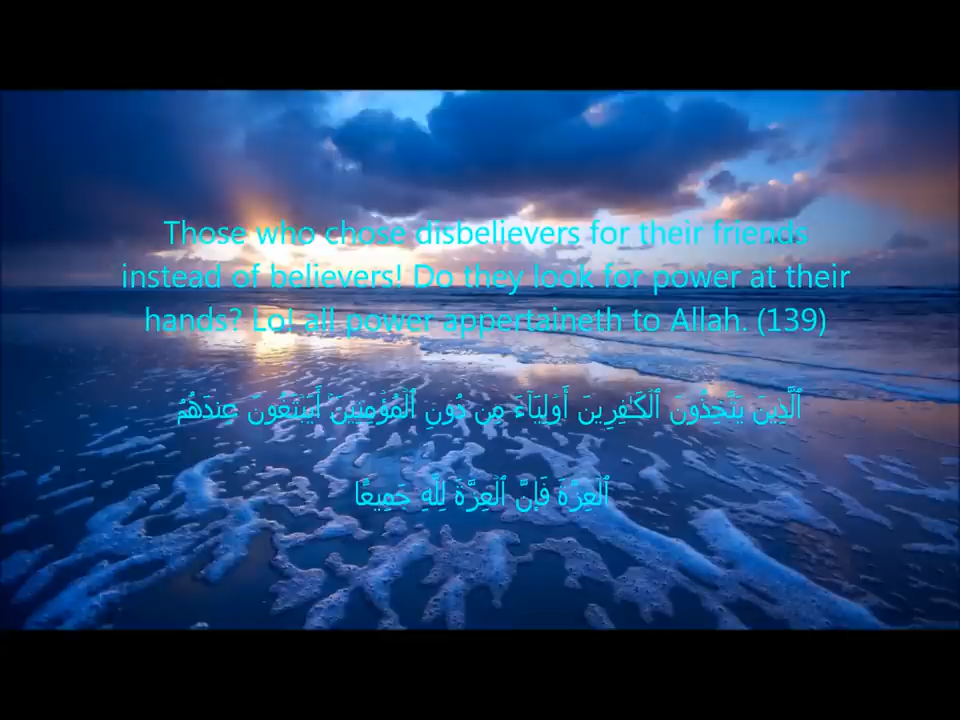 Those who chose disbelievers for their friends
instead of believers! Do they look for power at their
hands? Lo! all power appertaineth to Allah. (139)
ٱلَّذِينَ يَتَّخِذُونَ ٱلْكَـٰفِرِينَ أَوْلِيَآءَ مِن دُونِ ٱلْمُؤْمِنِينَ ۚ أَيَبْتَغُونَ عِندَهُمُ
ٱلْعِزَّةَ فَإِنَّ ٱلْعِزَّةَ لِلَّهِ جَمِيعًا